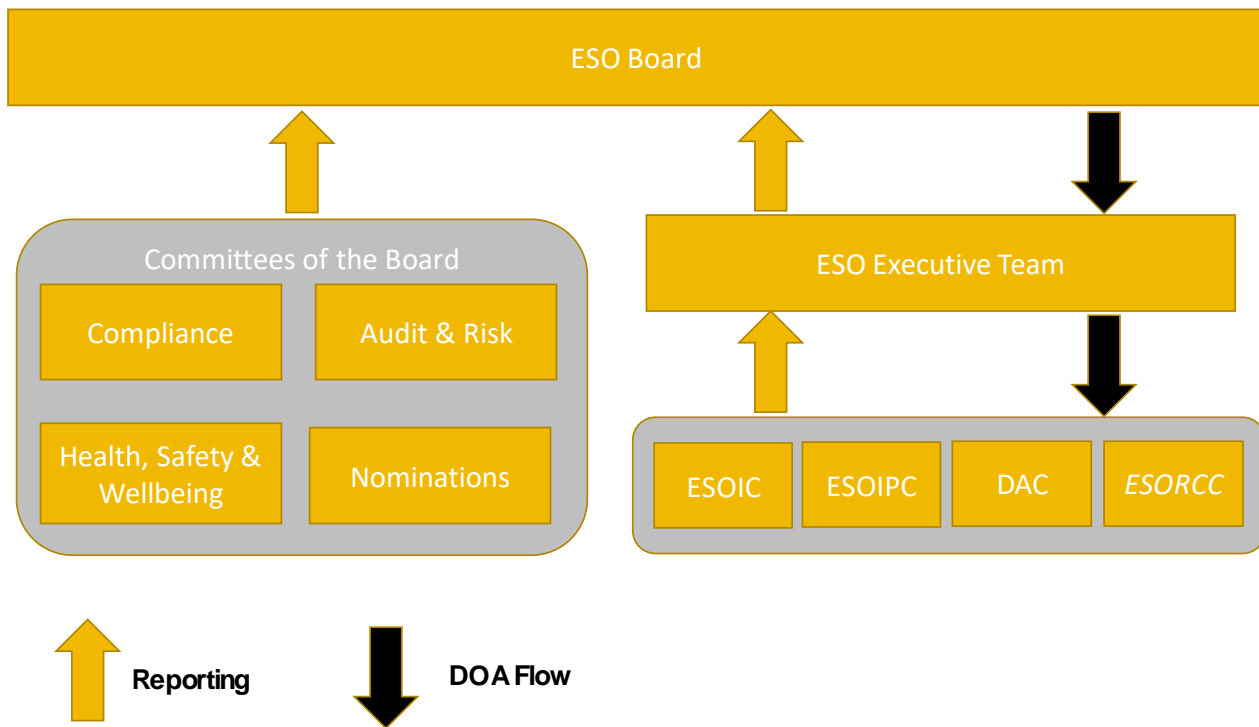 ESO Board
Committees of the Board
Compliance
Audit & Risk
Health, Safety &
Wellbeing
Nominations
ESO Executive Team
ESOIC
ESOIPC
DAC
ESORCC
Reporting
DOA Flow